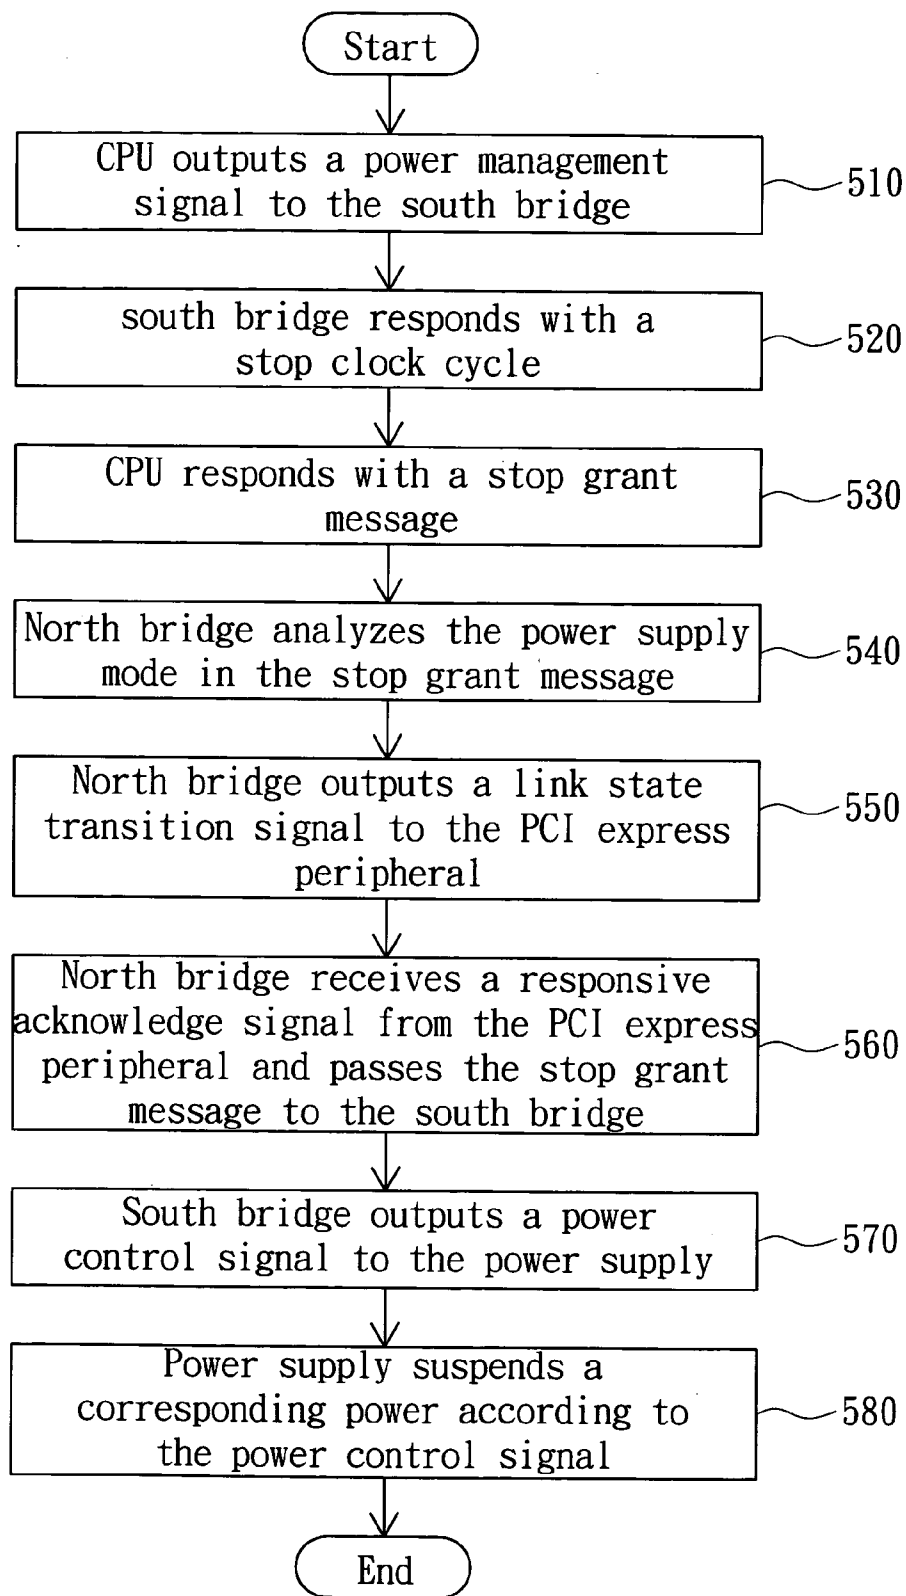 Start
CPU outputs a power management
signal to the south bridge
510
south bridge responds with a
stop clock cycle
520
CPU responds with a stop grant
message
530
North bridge analyzes the power supply
mode in the stop grant message
540
North bridge outputs a link state
transition signal to the PCI express
peripheral
550
North bridge receives a responsive
acknowledge signal from the PCI express
peripheral and passes the stop grant
message to the south bridge
560
South bridge outputs a power
control signal to the power supply
570
Power supply suspends a
corresponding power according to
the power control signal
580
End